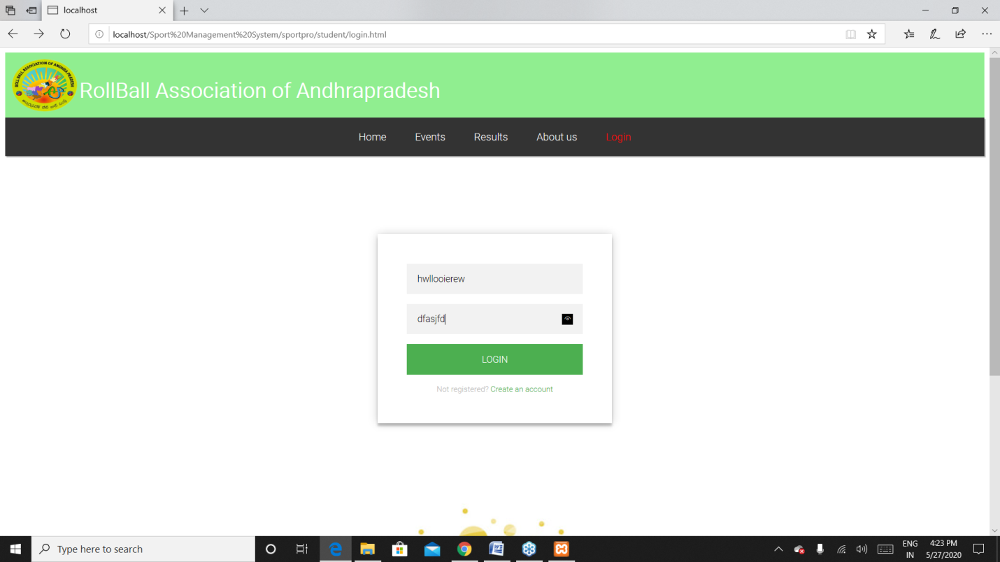 localhost
localhost/Sport%20Management%20System/sportpro/student/login.html
ROLL BALL ASSOCIATION OF ANDHRA PRADESH
RollBall Association of Andhrapradesh
Home Events Results About us Login
hwllooierew
dfasjfd
LOGIN
Not registered? Create an account
Type here to search
ENG
IN
4:23 PM
5/27/2020